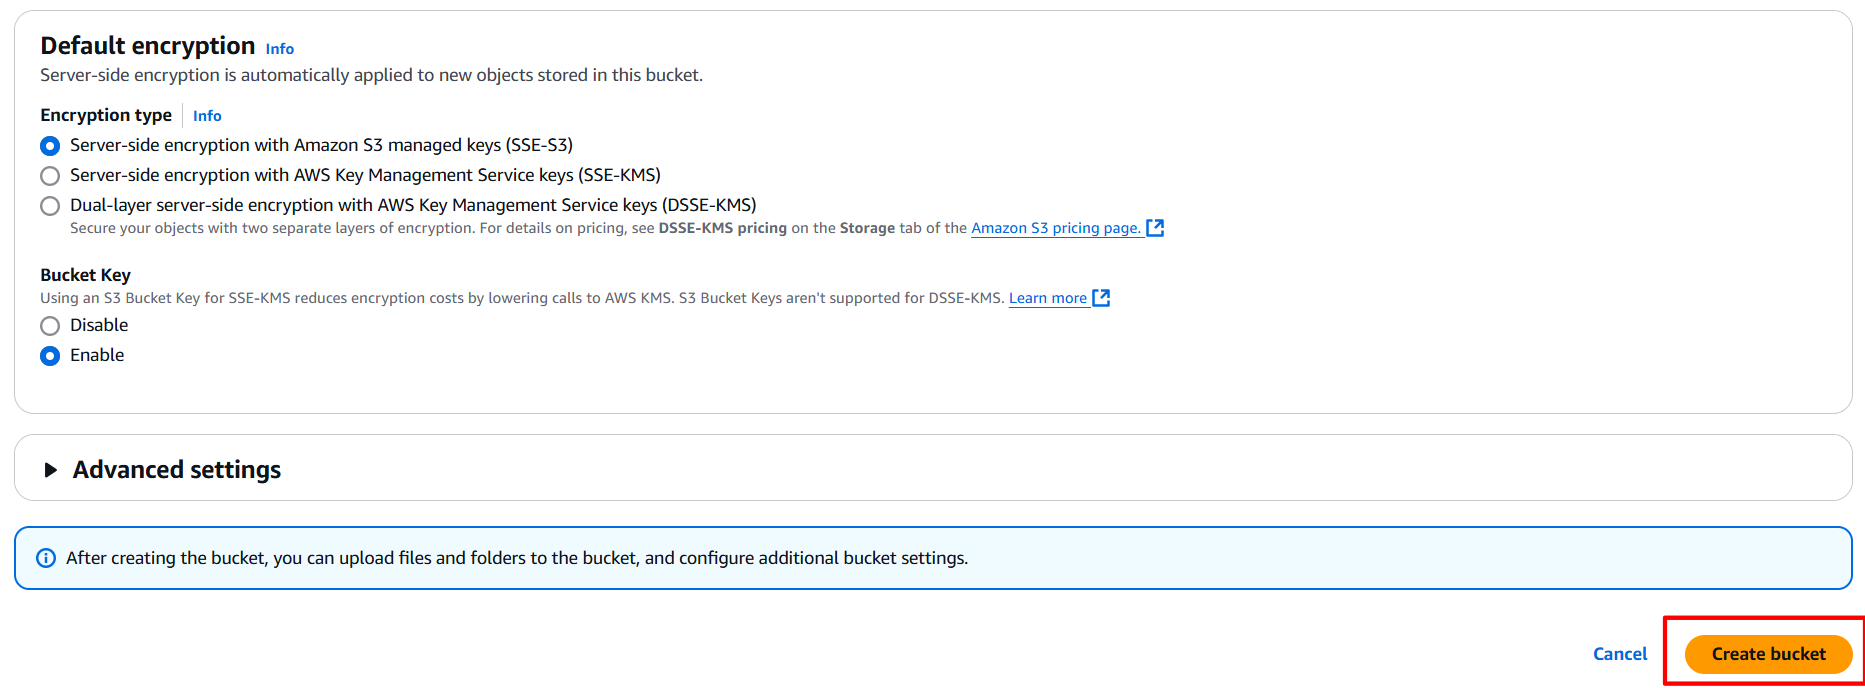 Default encryption Info
Server-side encryption is automatically applied to new objects stored in this bucket.
Encryption type Info
Server-side encryption with Amazon S3 managed keys (SSE-S3)
Server-side encryption with AWS Key Management Service keys (SSE-KMS)
Dual-layer server-side encryption with AWS Key Management Service keys (DSSE-KMS)
Secure your objects with two separate layers of encryption. For details on pricing, see DSSE-KMS pricing on the Storage tab of the Amazon S3 pricing page.
Bucket Key
Using an S3 Bucket Key for SSE-KMS reduces encryption costs by lowering calls to AWS KMS. S3 Bucket Keys aren't supported for DSSE-KMS. Learn more
Disable
Enable
Advanced settings
After creating the bucket, you can upload files and folders to the bucket, and configure additional bucket settings.
Cancel Create bucket